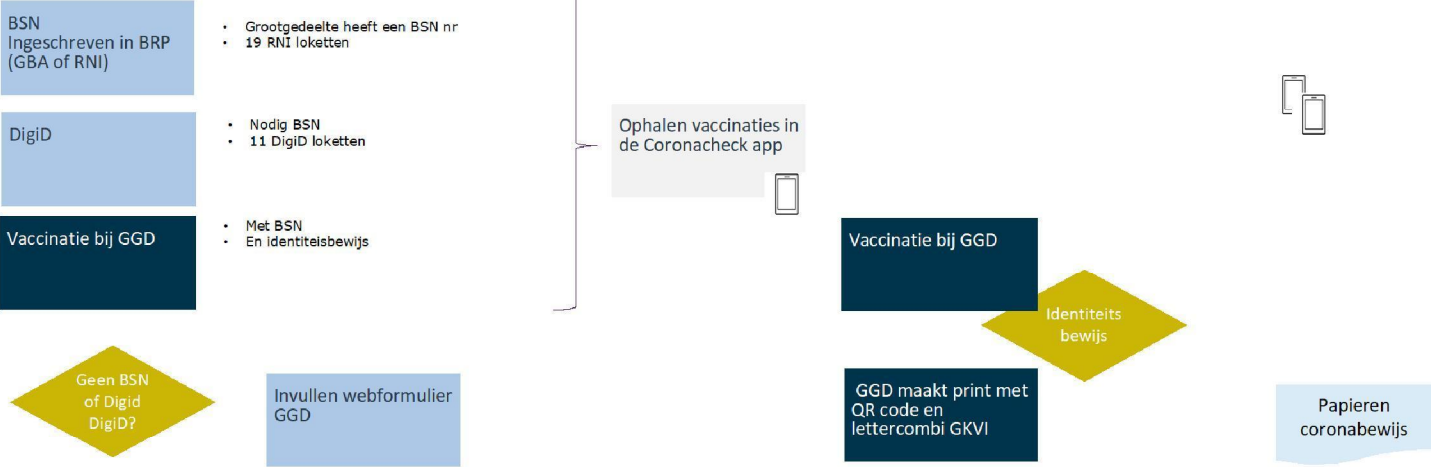 BSN
Ingeschreven in BRP
(GBA of RNI)
• Grootgedeelte heeft een BSN nr
• 19 RNI loketten
DigiD
• Nodig BSN
• 11 DigiD loketten
Vaccinatie bij GGD
• Met BSN
• En identiteisbewijs
Ophalen vaccinaties in
de Coronacheck app
Vaccinatie bij GGD
Identiteits
bewijs
Geen BSN
of Digid
DigiD?
Invullen webformulier
GGD
GGD maakt print met
QR code en
lettercombi GKVI
Papieren
coronabewijs